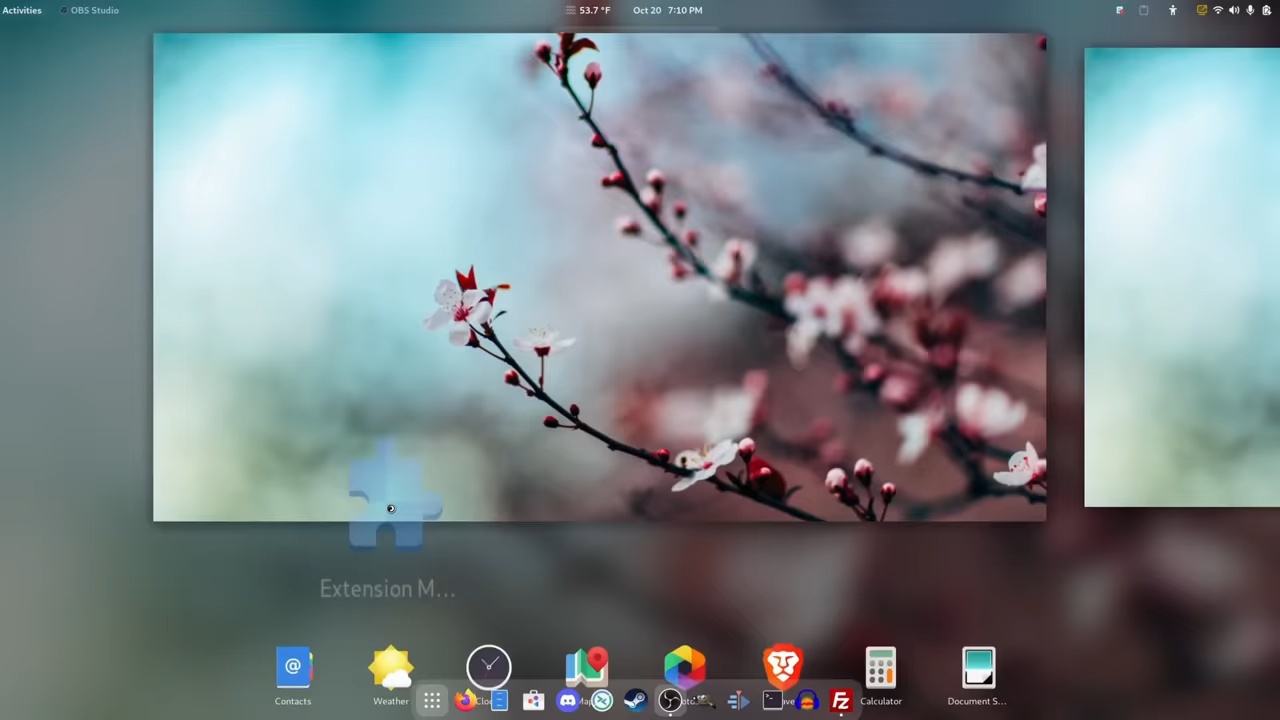 Activities
OBS Studio
53.7 °F
Oct 20 7:10 PM
Extension M...
Contacts
Weather
Calculator
Document S...